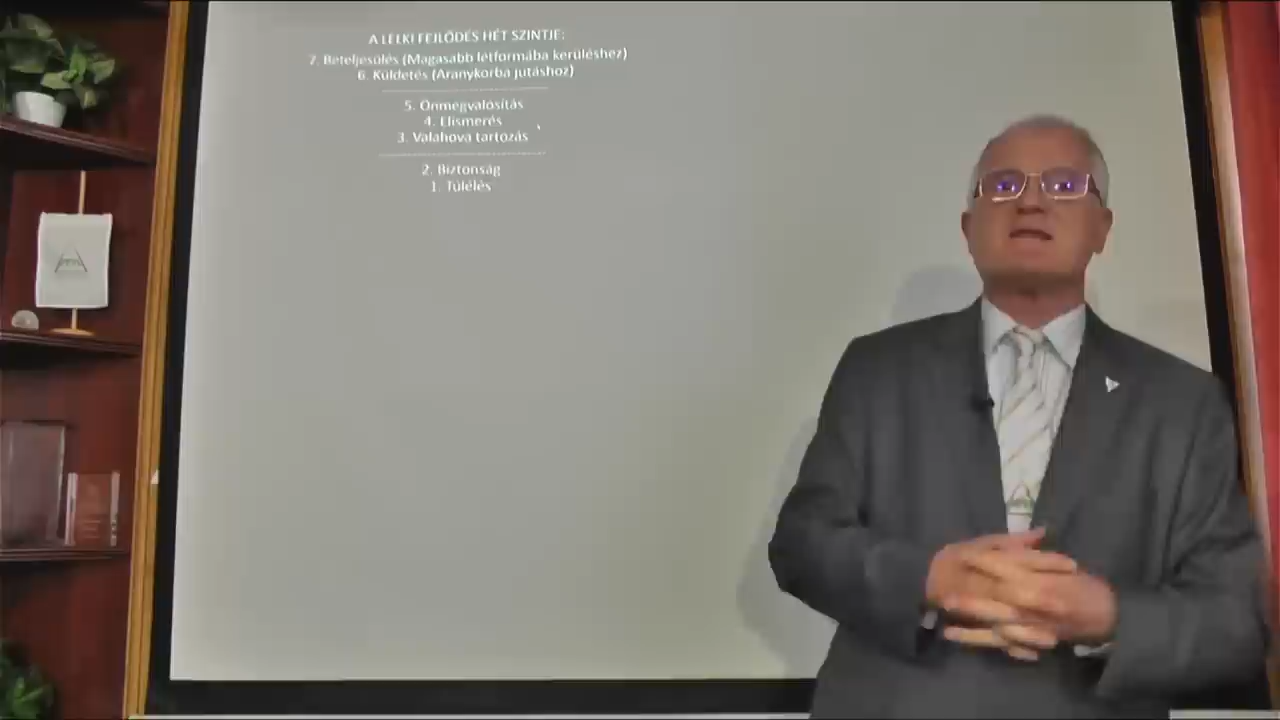 A LELKI FEJLŐDÉS HÉT SZINTJE:
7. Beteljesülés (Magasabb létformába kerüléshez)
6. Küldetés (Aranykorba jutáshoz)
5. Önmegvalósítás
4. Elismerés
3. Valahova tartozás
2. Biztonság
1. Túlélés